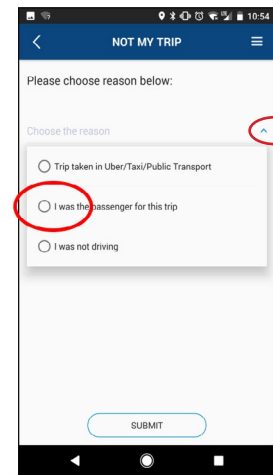 10:54
NOT MY TRIP
Please choose reason below:
Choose the reason
Trip taken in Uber/Taxi/Public Transport
I was the passenger for this trip
I was not driving
SUBMIT